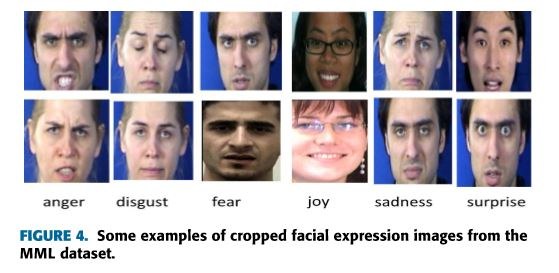 anger disgust fear joy sadness surprise
FIGURE 4. Some examples of cropped facial expression images from the
MML dataset.